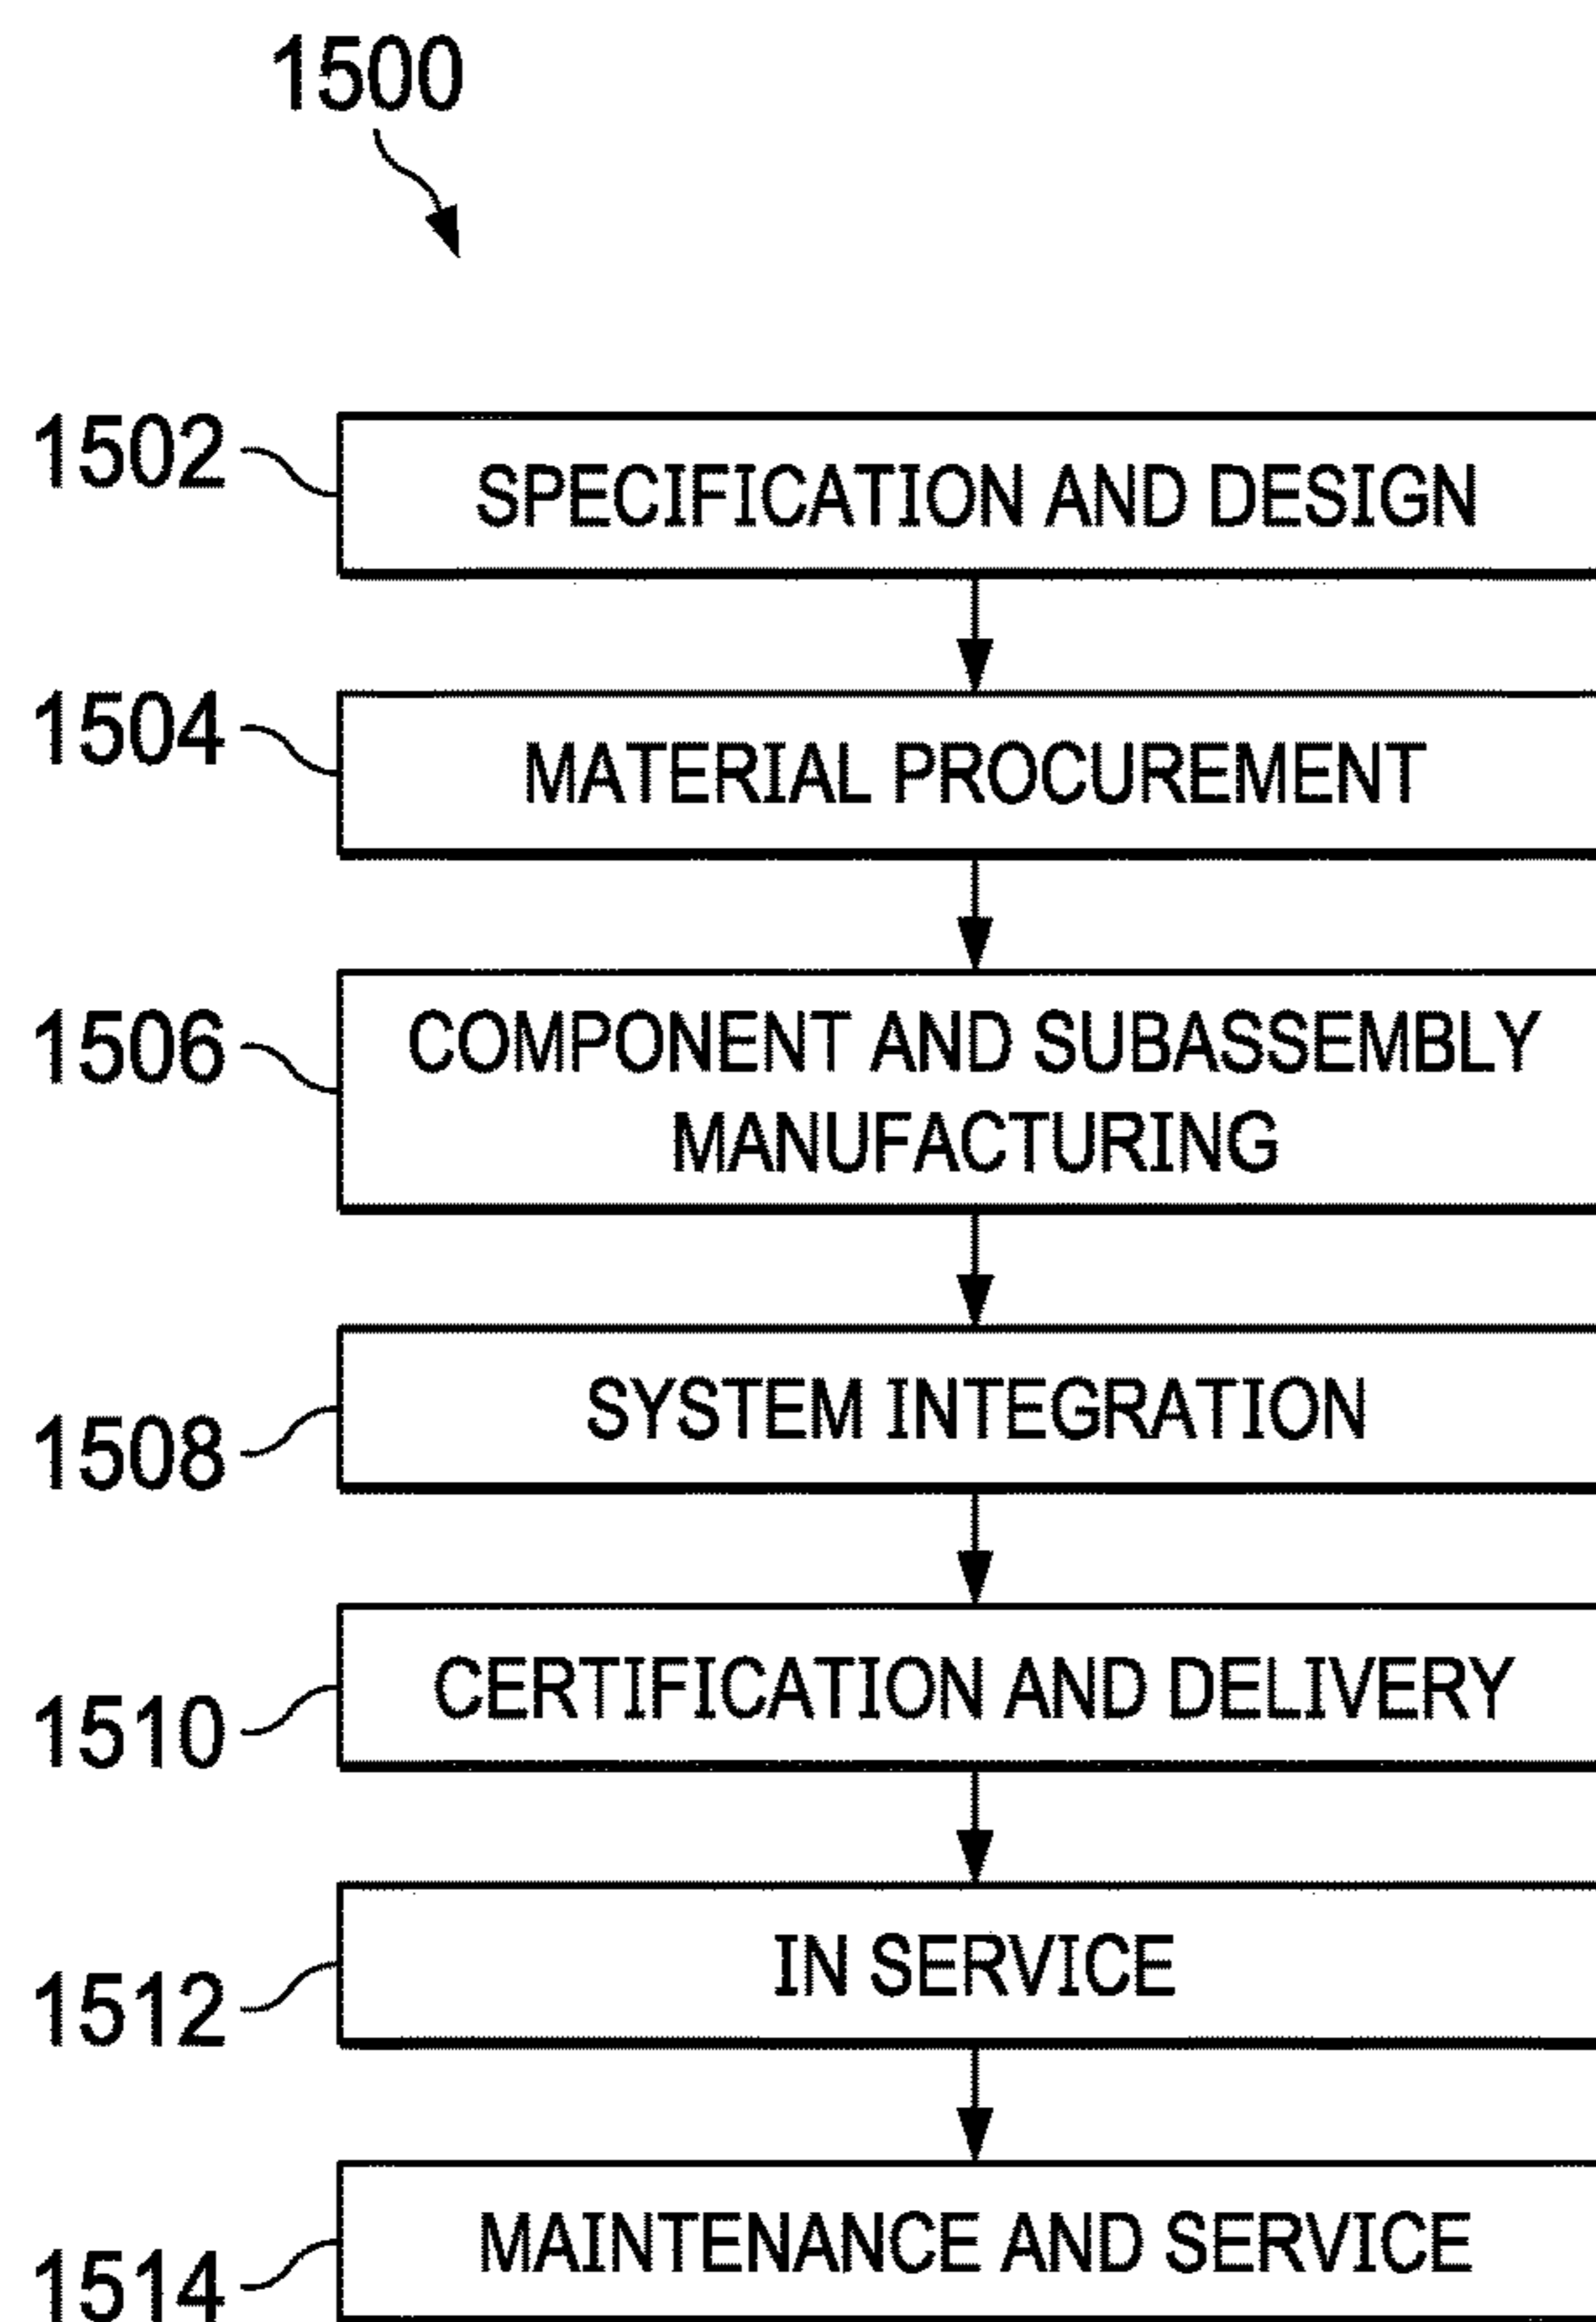 1500
1502
SPECIFICATION AND DESIGN
1504
MATERIAL PROCUREMENT
1506
COMPONENT AND SUBASSEMBLY
MANUFACTURING
1508
SYSTEM INTEGRATION
1510
CERTIFICATION AND DELIVERY
1512
IN SERVICE
1514
MAINTENANCE AND SERVICE